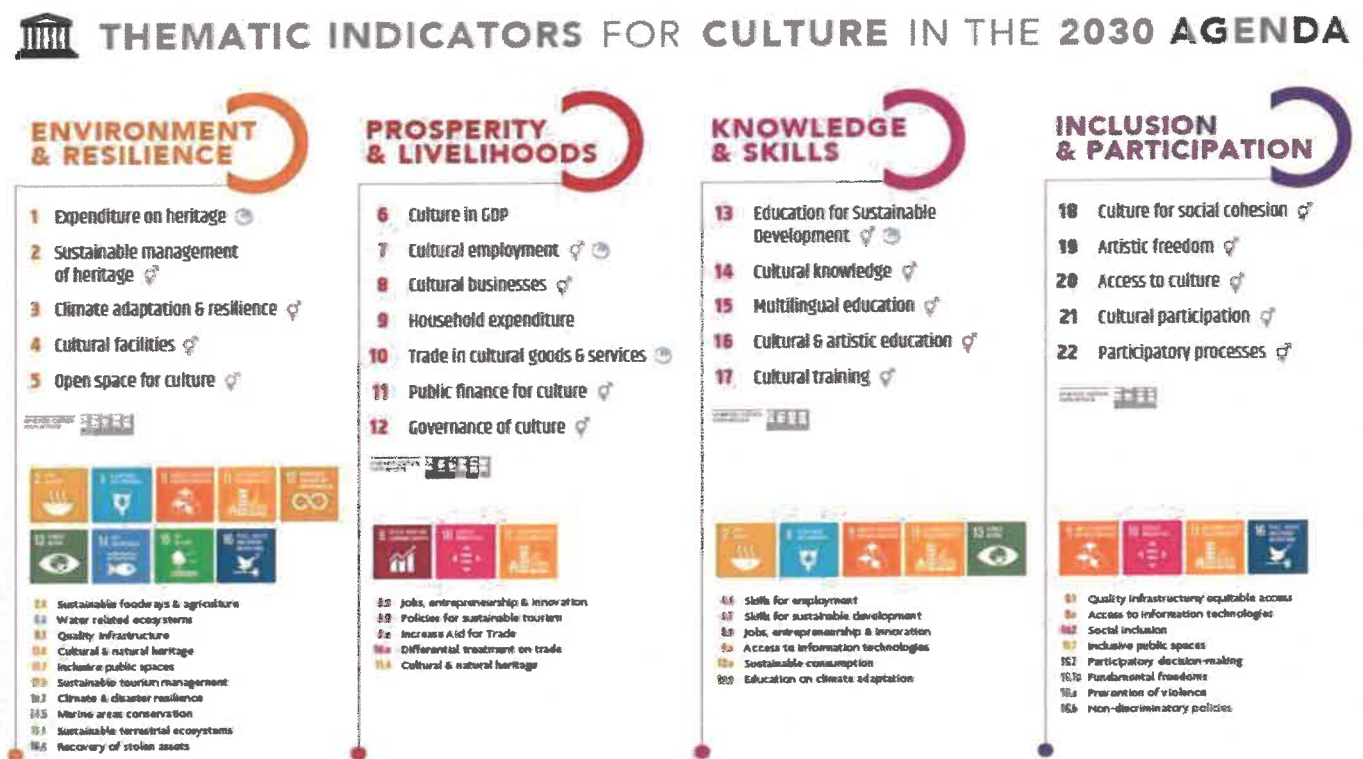 THEMATIC INDICATORS FOR CULTURE IN THE 2030 AGENDA
ENVIRONMENT
& RESILIENCE
1 Expenditure on heritage
2 Sustainable management
of heritage
3 Climate adaptation & resilience
4 Cultural facilities
5 Open space for culture
Sustainable foodways & agriculture
Water related ecosystems
Quality infrastructure
Cultural & natural heritage
Inclusive public spaces
Sustainable tourism management
Climate & disaster resilience
Marine areas conservation
Sustainable terrestrial ecosystems
Recovery of stolen assets
PROSPERITY
& LIVELIHOODS
6 Culture in GDP
7 Cultural employment
8 Cultural businesses
9 Household expenditure
10 Trade in cultural goods & services
11 Public finance for culture
12 Governance of culture
Jobs, entrepreneurship & innovation
Policies for sustainable tourism
Increase Aid for Trade
Differential treatment on trade
Cultural & natural heritage
KNOWLEDGE
& SKILLS
13 Education for Sustainable
Development
14 Cultural knowledge
15 Multilingual education
16 Cultural & artistic education
17 Cultural training
Skills for employment
Skills for sustainable development
Jobs, entrepreneurship & innovation
Access to information technologies
Sustainable consumption
Education on climate adaptation
INCLUSION
& PARTICIPATION
18 Culture for social cohesion
19 Artistic freedom
20 Access to culture
21 Cultural participation
22 Participatory processes
Quality infrastructure/ equitable access
Access to information technologies
Social inclusion
Inclusive public spaces
Participatory decision-making
Fundamental freedoms
Prevention of violence
Non-discriminatory policies